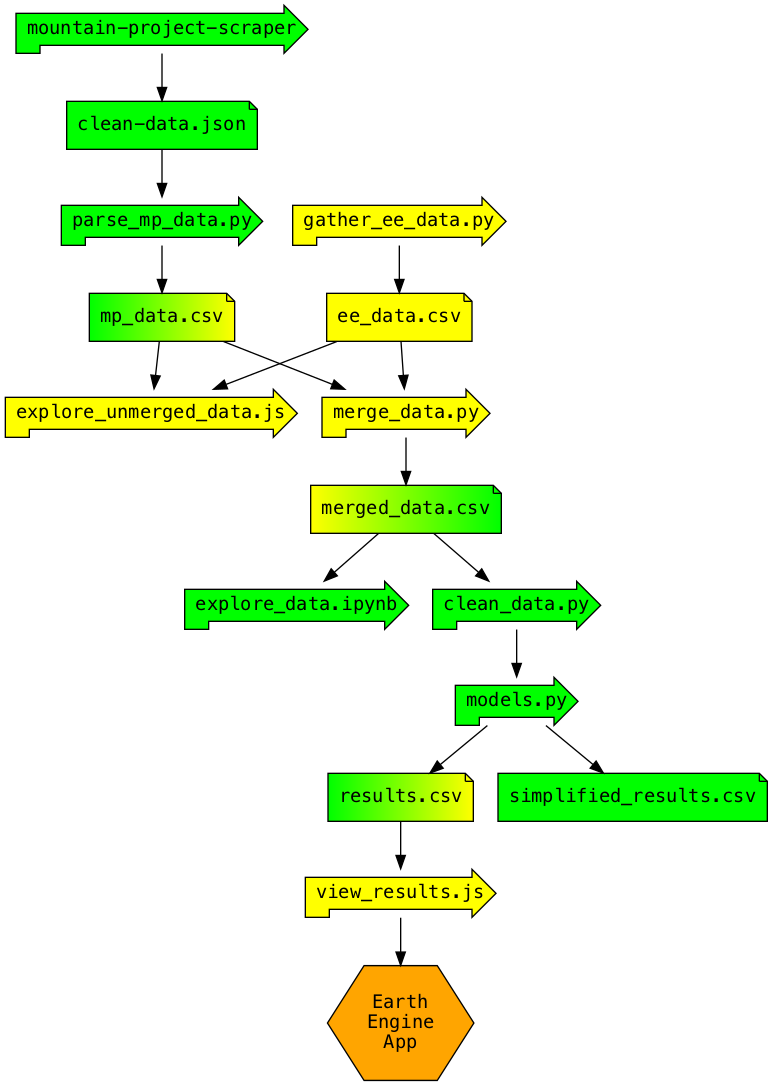 mountain-project-scraper
clean-data.json
parse_mp_data.py
gather_ee_data.py
mp_data.csv
ee_data.csv
explore_unmerged_data.js
merge_data.py
merged_data.csv
explore_data.ipynb
clean_data.py
models.py
results.csv
simplified_results.csv
view_results.js
Earth
Engine
App